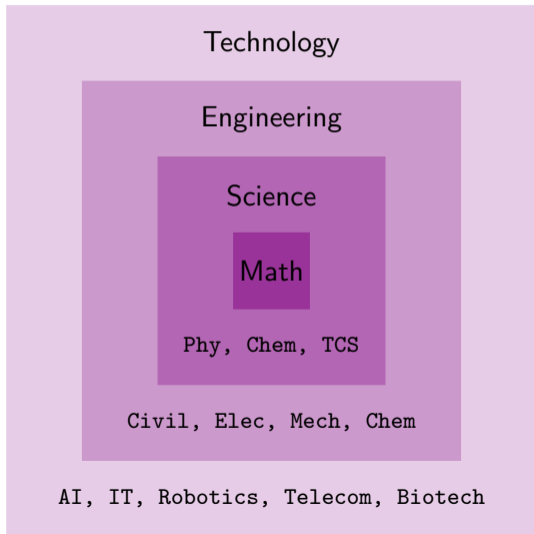 Technology
Engineering
Science
Math
Phy, Chem, TCS
Civil, Elec, Mech, Chem
AI, IT, Robotics, Telecom, Biotech